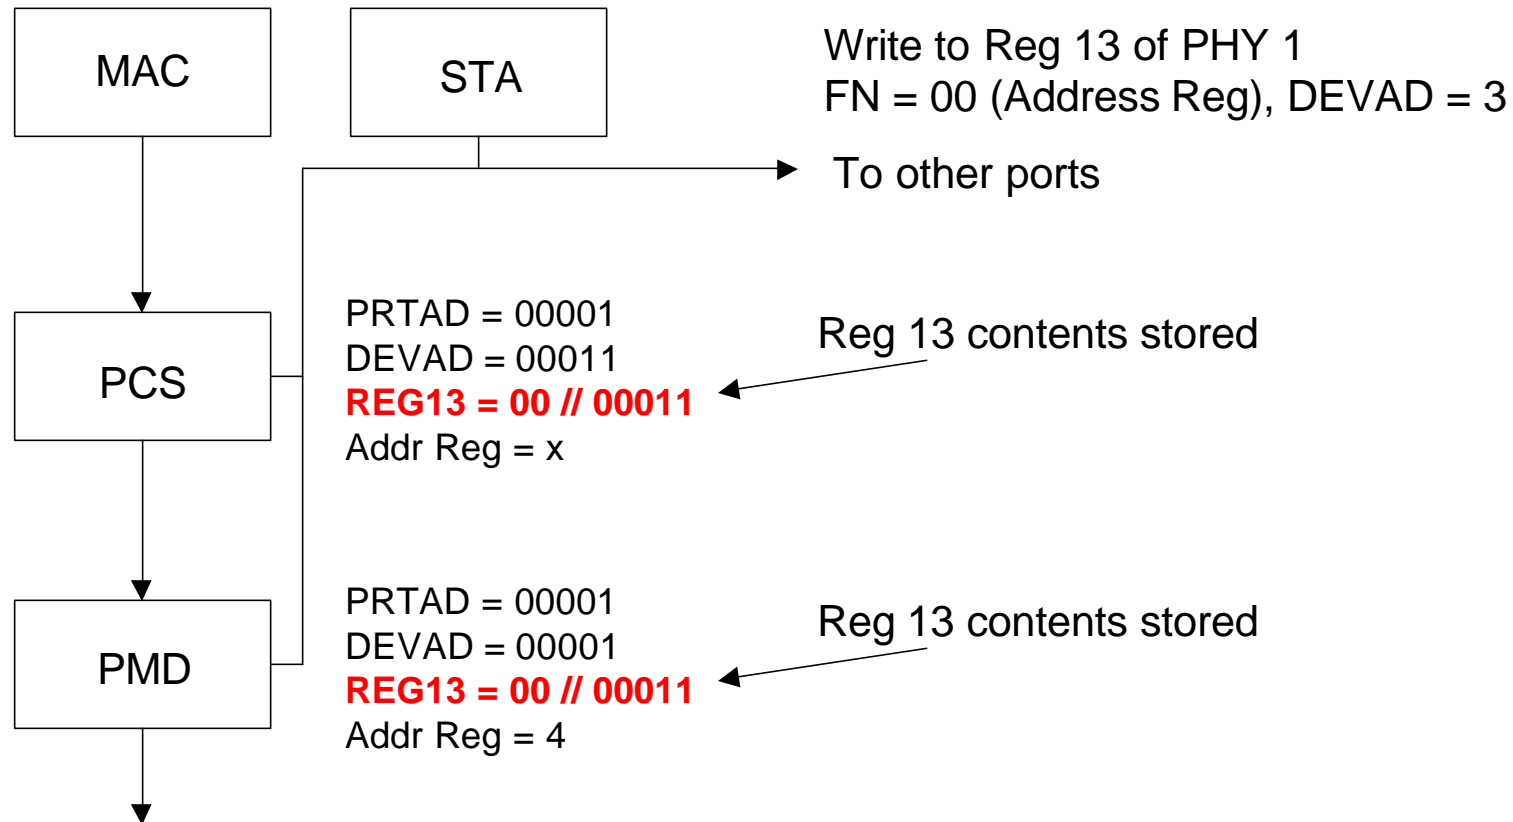 MAC
STA
Write to Reg 13 of PHY 1
FN = 00 (Address Reg), DEVAD = 3
To other ports
PCS
PRTAD = 00001
DEVAD = 00011
REG13 = 00 // 00011
Addr Reg = x
Reg 13 contents stored
PMD
PRTAD = 00001
DEVAD = 00001
REG13 = 00 // 00011
Addr Reg = 4
Reg 13 contents stored